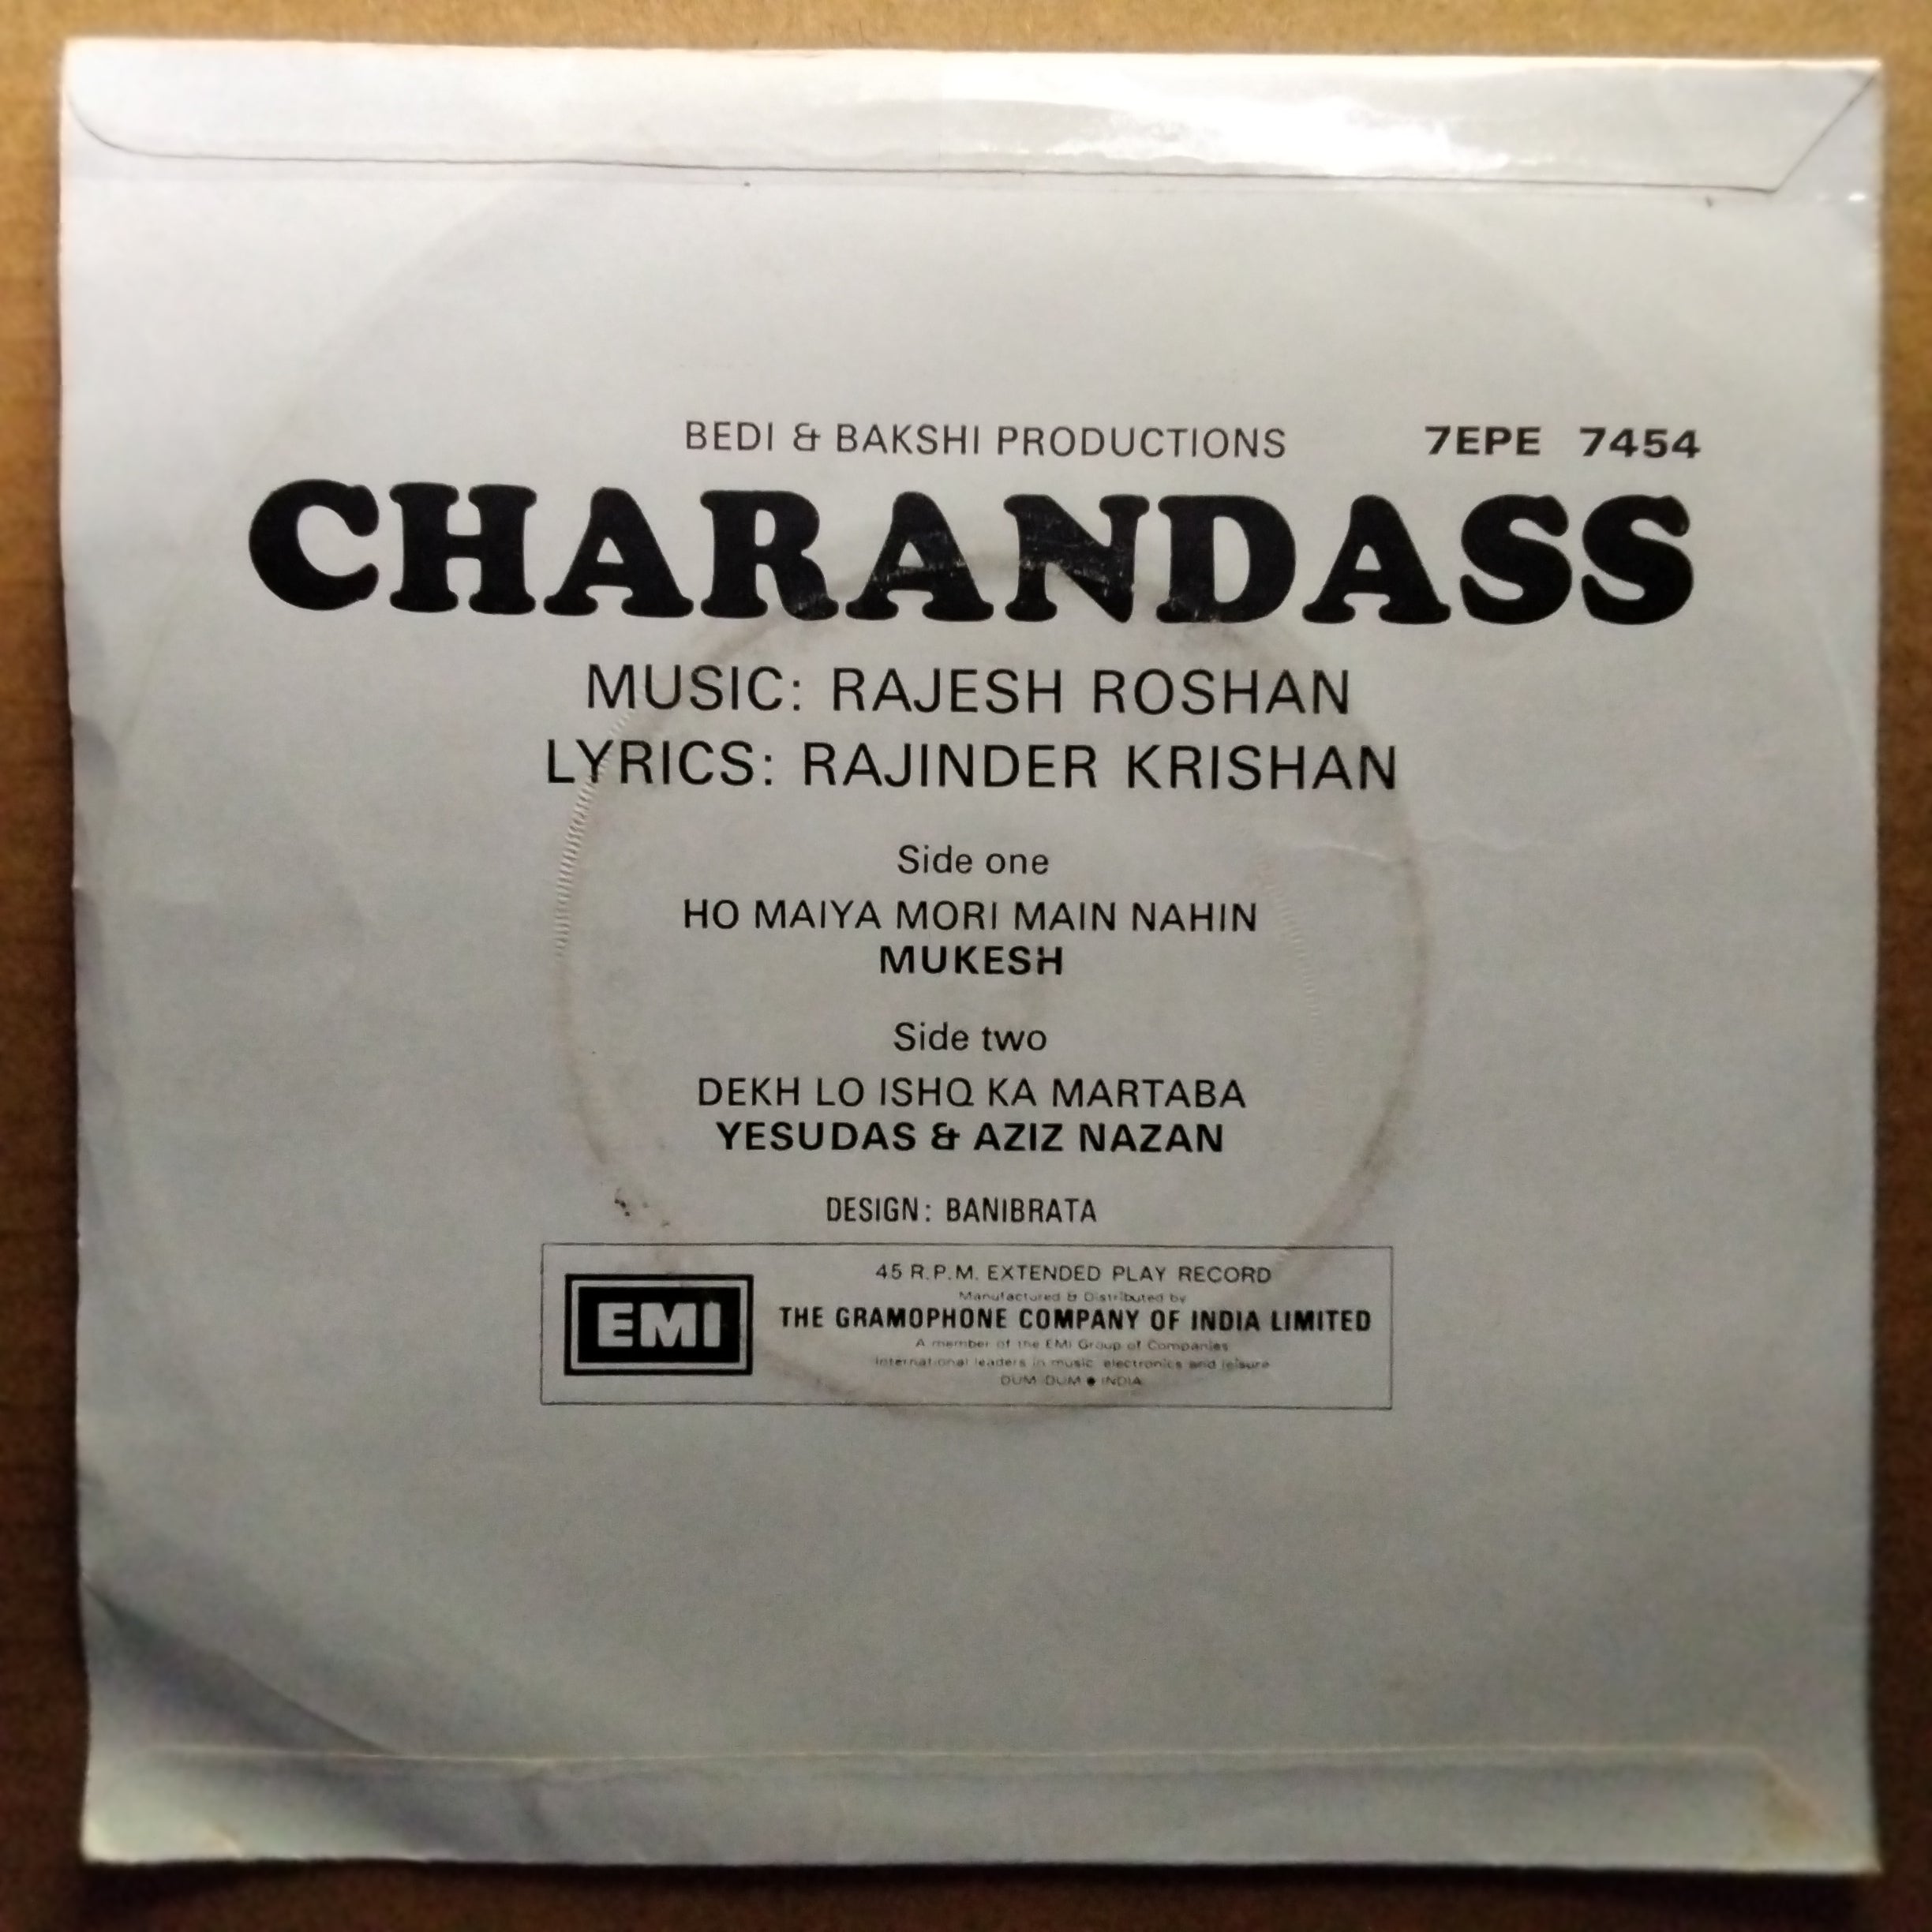 BEDI & BAKSHI PRODUCTIONS 7EPE 7454
CHARANDASS
MUSIC: RAJESH ROSHAN
LYRICS: RAJINDER KRISHAN
Side one
HO MAIYA MORI MAIN NAHIN
MUKESH
Side two
DEKH LO ISHQ KA MARTABA
YESUDAS & AZIZ NAZAN
DESIGN: BANIBRATA
EMI
45 R.P.M. EXTENDED PLAY RECORD
Manufactured & Distributed by
THE GRAMOPHONE COMPANY OF INDIA LIMITED
A member of the EMI Group of Companies
International leaders in music electronics and leisure
DUM DUM ● INDIA